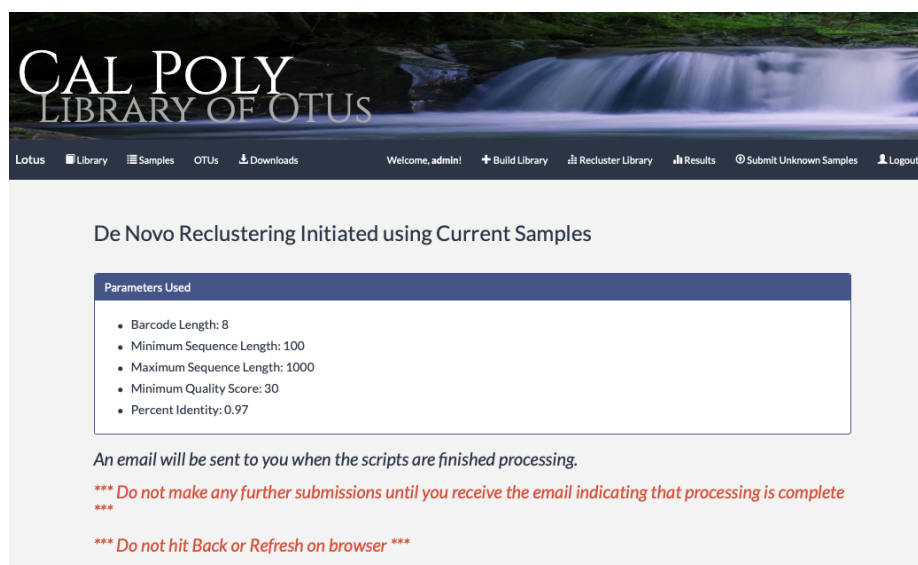 CAL POLY
LIBRARY OF OTUS
Lotus Library Samples OTUs Downloads Welcome, admin! Build Library Recluster Library Results Submit Unknown Samples Logout
De Novo Reclustering Initiated using Current Samples
Parameters Used
• Barcode Length: 8
• Minimum Sequence Length: 100
• Maximum Sequence Length: 1000
• Minimum Quality Score: 30
• Percent Identity: 0.97
An email will be sent to you when the scripts are finished processing.
*** Do not make any further submissions until you receive the email indicating that processing is complete
***
*** Do not hit Back or Refresh on browser ***